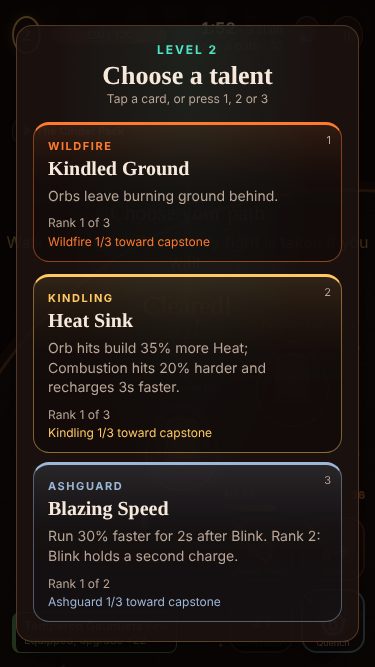 LEVEL 2
Choose a talent
Tap a card, or press 1, 2 or 3
WILDFIRE
1
Kindled Ground
Orbs leave burning ground behind.
Rank 1 of 3
Wildfire 1/3 toward capstone
KINDLING
2
Heat Sink
Orb hits build 35% more Heat;
Combustion hits 20% harder and
recharges 3s faster.
Rank 1 of 3
Kindling 1/3 toward capstone
ASHGUARD
3
Blazing Speed
Run 30% faster for 2s after Blink. Rank 2:
Blink holds a second charge.
Rank 1 of 2
Ashguard 1/3 toward capstone
Quench